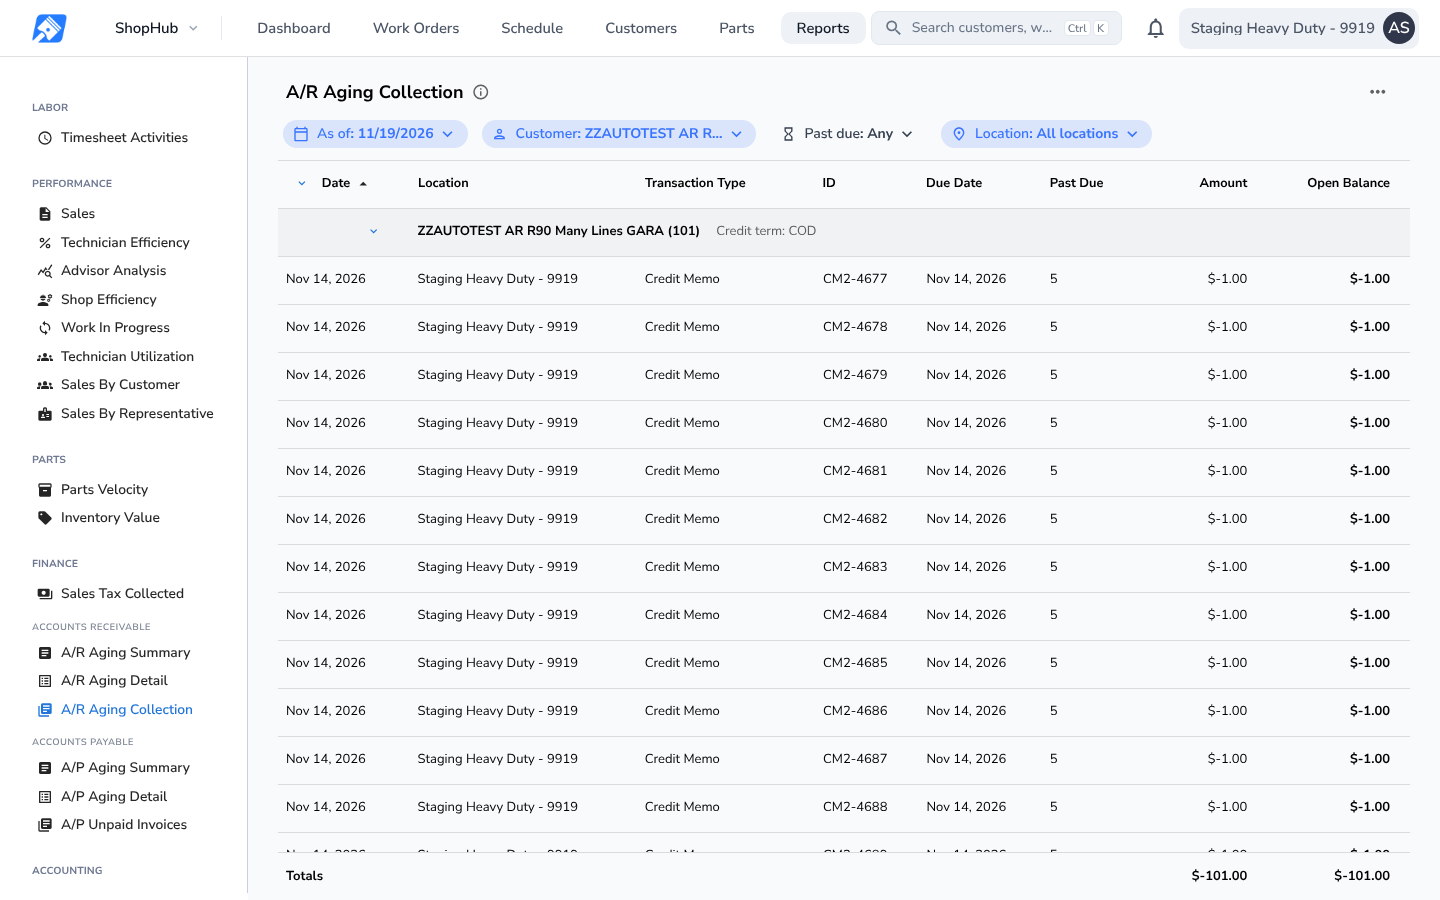 ShopHub
Dashboard
Work Orders
Schedule
Customers
Parts
Reports
Search customers, w... Ctrl K
Staging Heavy Duty - 9919 AS
LABOR
Timesheet Activities
PERFORMANCE
Sales
Technician Efficiency
Advisor Analysis
Shop Efficiency
Work In Progress
Technician Utilization
Sales By Customer
Sales By Representative
PARTS
Parts Velocity
Inventory Value
FINANCE
Sales Tax Collected
ACCOUNTS RECEIVABLE
A/R Aging Summary
A/R Aging Detail
A/R Aging Collection
ACCOUNTS PAYABLE
A/P Aging Summary
A/P Aging Detail
A/P Unpaid Invoices
ACCOUNTING
A/R Aging Collection
As of: 11/19/2026
Customer: ZZAUTOTEST AR R...
Past due: Any
Location: All locations
Date Location Transaction Type ID Due Date Past Due Amount Open Balance
ZZAUTOTEST AR R90 Many Lines GARA (101) Credit term: COD
Nov 14, 2026 Staging Heavy Duty - 9919 Credit Memo CM2-4677 Nov 14, 2026 5 $-1.00 $-1.00
Nov 14, 2026 Staging Heavy Duty - 9919 Credit Memo CM2-4678 Nov 14, 2026 5 $-1.00 $-1.00
Nov 14, 2026 Staging Heavy Duty - 9919 Credit Memo CM2-4679 Nov 14, 2026 5 $-1.00 $-1.00
Nov 14, 2026 Staging Heavy Duty - 9919 Credit Memo CM2-4680 Nov 14, 2026 5 $-1.00 $-1.00
Nov 14, 2026 Staging Heavy Duty - 9919 Credit Memo CM2-4681 Nov 14, 2026 5 $-1.00 $-1.00
Nov 14, 2026 Staging Heavy Duty - 9919 Credit Memo CM2-4682 Nov 14, 2026 5 $-1.00 $-1.00
Nov 14, 2026 Staging Heavy Duty - 9919 Credit Memo CM2-4683 Nov 14, 2026 5 $-1.00 $-1.00
Nov 14, 2026 Staging Heavy Duty - 9919 Credit Memo CM2-4684 Nov 14, 2026 5 $-1.00 $-1.00
Nov 14, 2026 Staging Heavy Duty - 9919 Credit Memo CM2-4685 Nov 14, 2026 5 $-1.00 $-1.00
Nov 14, 2026 Staging Heavy Duty - 9919 Credit Memo CM2-4686 Nov 14, 2026 5 $-1.00 $-1.00
Nov 14, 2026 Staging Heavy Duty - 9919 Credit Memo CM2-4687 Nov 14, 2026 5 $-1.00 $-1.00
Nov 14, 2026 Staging Heavy Duty - 9919 Credit Memo CM2-4688 Nov 14, 2026 5 $-1.00 $-1.00
Totals $-101.00 $-101.00